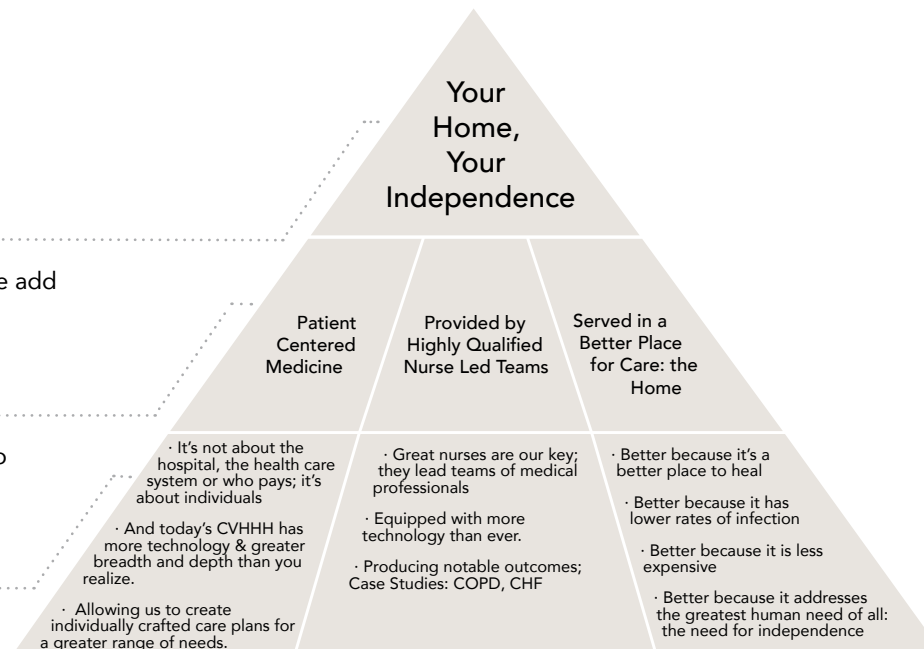 Your
Home,
Your
Independence
e add
Patient
Centered
Medicine
Provided by
Highly Qualified
Nurse Led Teams
Served in a
Better Place
for Care: the
Home
o
· It's not about the
hospital, the health care
system or who pays; it's
about individuals
· And today's CVHHH has
more technology & greater
breadth and depth than you
realize.
· Allowing us to create
individually crafted care plans for
a greater range of needs.
· Great nurses are our key;
they lead teams of medical
professionals
· Equipped with more
technology than ever.
· Producing notable outcomes;
Case Studies: COPD, CHF
· Better because it's a
better place to heal
· Better because it has
lower rates of infection
· Better because it is less
expensive
· Better because it addresses
the greatest human need of all:
the need for independence